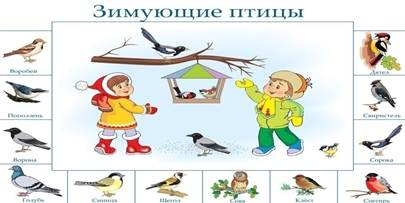 Зимующие птицы
Воробей
Дятел
Поползень
Свиристель
Ворона
Сорока
Голубь
Синица
Щегол
Сова
Клёст
Снегирь